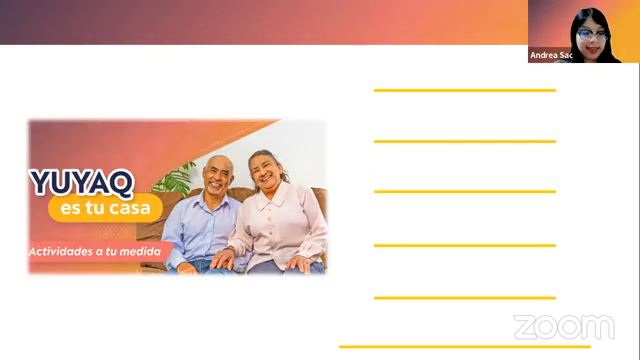 Andrea Sac
YUYAQ
es tu casa
Actividades a tu medida
zoom